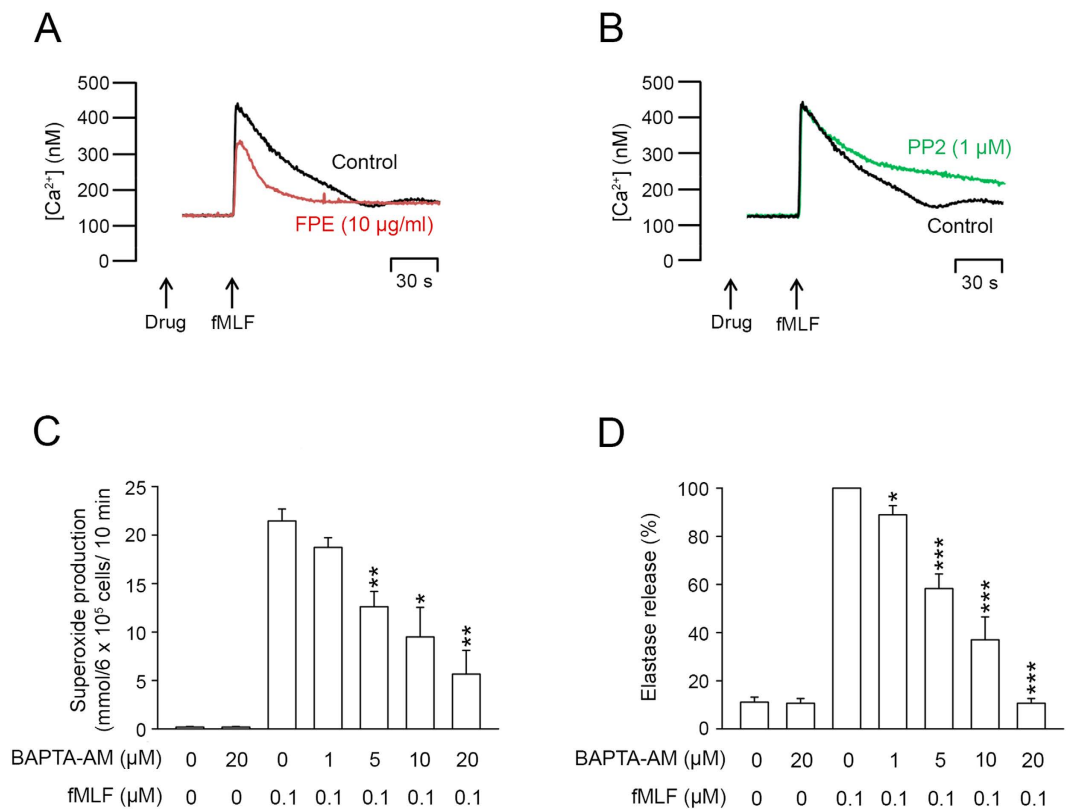 A
500
400
300
200
100
0
[Ca²⁺] (nM)
Control
FPE (10 µg/ml)
30 s
Drug
fMLF
B
500
400
300
200
100
0
[Ca²⁺] (nM)
PP2 (1 µM)
Control
30 s
Drug
fMLF
C
Superoxide production
(mmol/6 x 10⁵ cells/ 10 min
25
20
15
10
5
0
**
*
**
BAPTA-AM (µM) 0 20 0 1 5 10 20
fMLF (µM) 0 0 0.1 0.1 0.1 0.1 0.1
D
Elastase release (%)
100
80
60
40
20
0
*
***
***
***
0 20 0 1 5 10 20
0 0 0.1 0.1 0.1 0.1 0.1